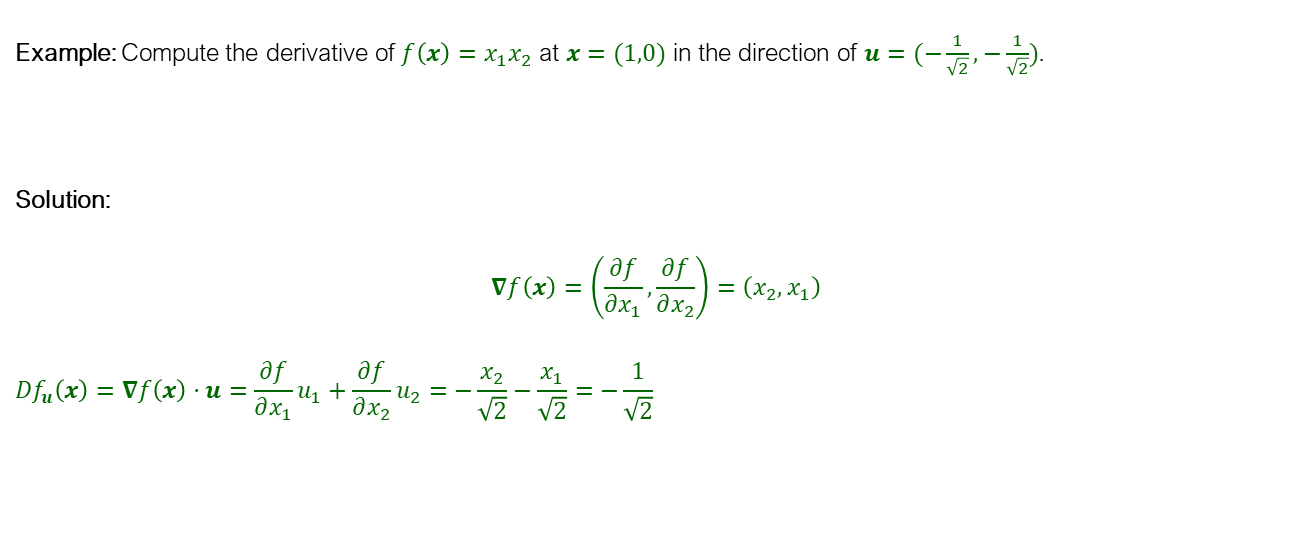 Example: Compute the derivative of f(x) = x₁x₂ at x = (1,0) in the direction of u = (−1/√2, −1/√2).
Solution:
∇f(x) = (∂f/∂x₁, ∂f/∂x₂) = (x₂, x₁)
Df𝑢(x) = ∇f(x) · u = ∂f/∂x₁ u₁ + ∂f/∂x₂ u₂ = − x₂/√2 − x₁/√2 = − 1/√2